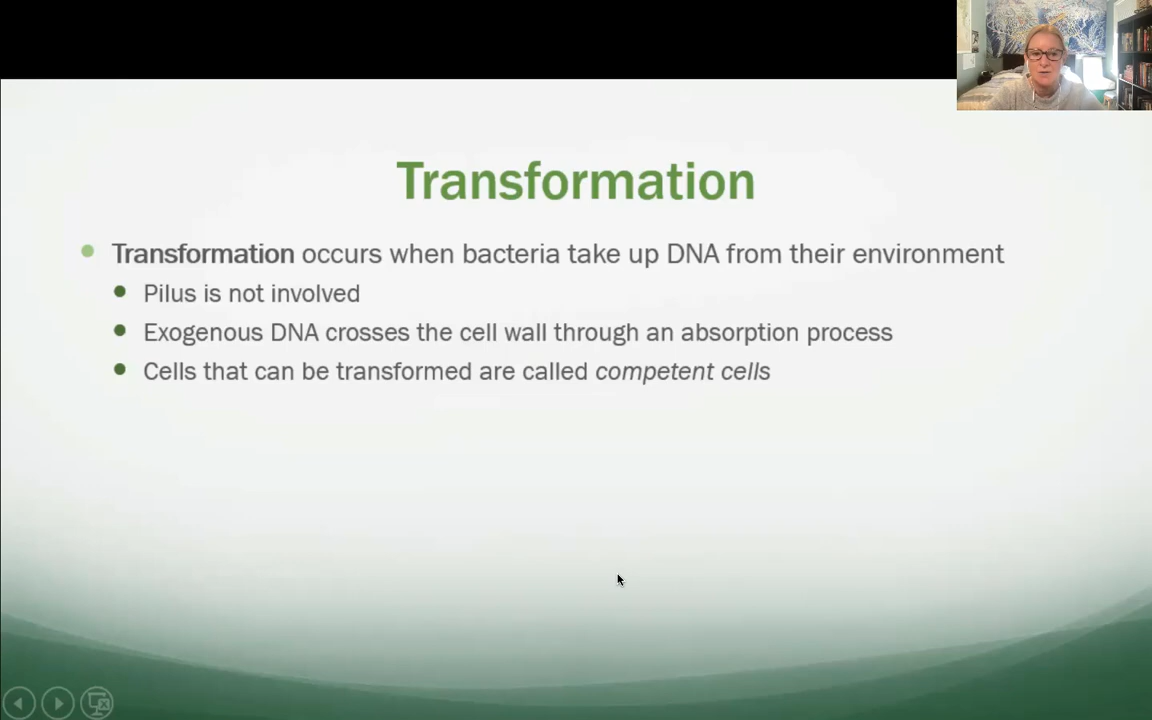 Transformation
Transformation occurs when bacteria take up DNA from their environment
Pilus is not involved
Exogenous DNA crosses the cell wall through an absorption process
Cells that can be transformed are called competent cells